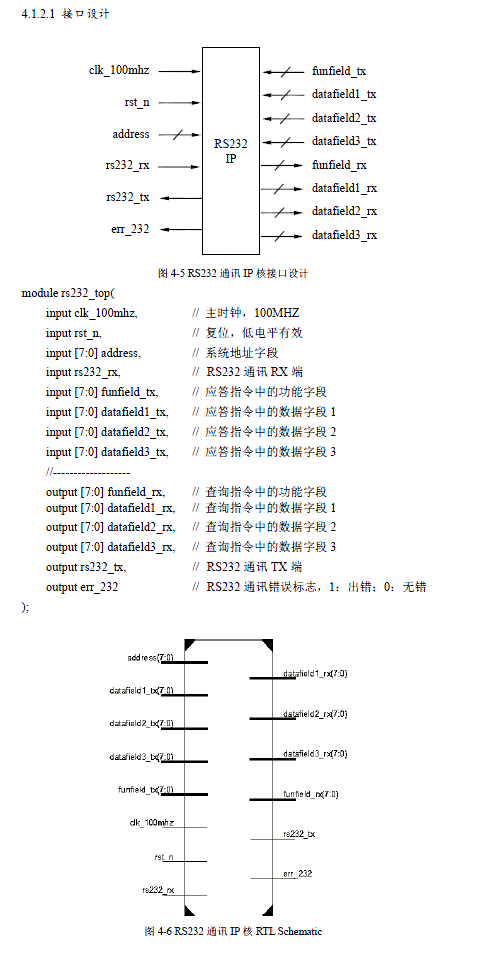 4.1.2.1 接口设计
clk_100mhz
rst_n
address
rs232_rx
rs232_tx
err_232
RS232
IP
funfield_tx
datafield1_tx
datafield2_tx
datafield3_tx
funfield_rx
datafield1_rx
datafield2_rx
datafield3_rx
图 4-5 RS232 通讯 IP 核接口设计
module rs232_top(
input clk_100mhz, // 主时钟，100MHZ
input rst_n, // 复位，低电平有效
input [7:0] address, // 系统地址字段
input rs232_rx, // RS232 通讯 RX 端
input [7:0] funfield_tx, // 应答指令中的功能字段
input [7:0] datafield1_tx, // 应答指令中的数据字段 1
input [7:0] datafield2_tx, // 应答指令中的数据字段 2
input [7:0] datafield3_tx, // 应答指令中的数据字段 3
//-------------------
output [7:0] funfield_rx, // 查询指令中的功能字段
output [7:0] datafield1_rx, // 查询指令中的数据字段 1
output [7:0] datafield2_rx, // 查询指令中的数据字段 2
output [7:0] datafield3_rx, // 查询指令中的数据字段 3
output rs232_tx, // RS232 通讯 TX 端
output err_232 // RS232 通讯错误标志，1：出错；0：无错
);
address(7:0)
datafield1_tx(7:0)
datafield2_tx(7:0)
datafield3_tx(7:0)
funfield_tx(7:0)
clk_100mhz
rst_n
rs232_rx
datafield1_rx(7:0)
datafield2_rx(7:0)
datafield3_rx(7:0)
funfield_rx(7:0)
rs232_tx
err_232
图 4-6 RS232 通讯 IP 核 RTL Schematic